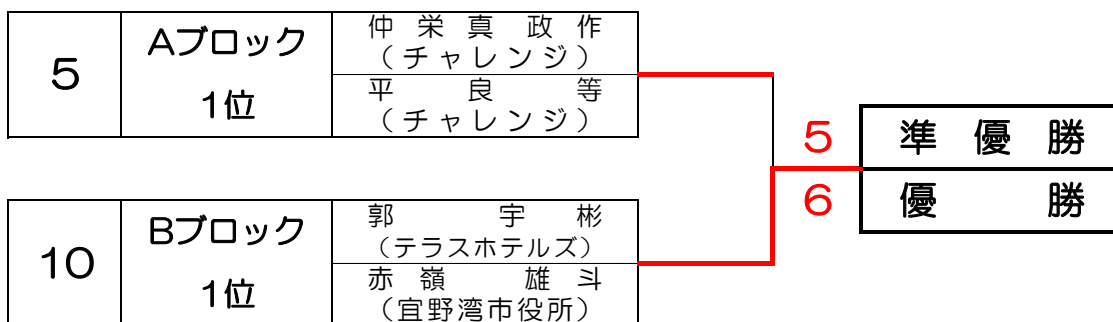 5
Aブロック
1位
仲栄真政作
(チャレンジ)
平良等
(チャレンジ)
5
準優勝
6
優勝
10
Bブロック
1位
郭宇彬
(テラスホテルズ)
赤嶺雄斗
(宜野湾市役所)